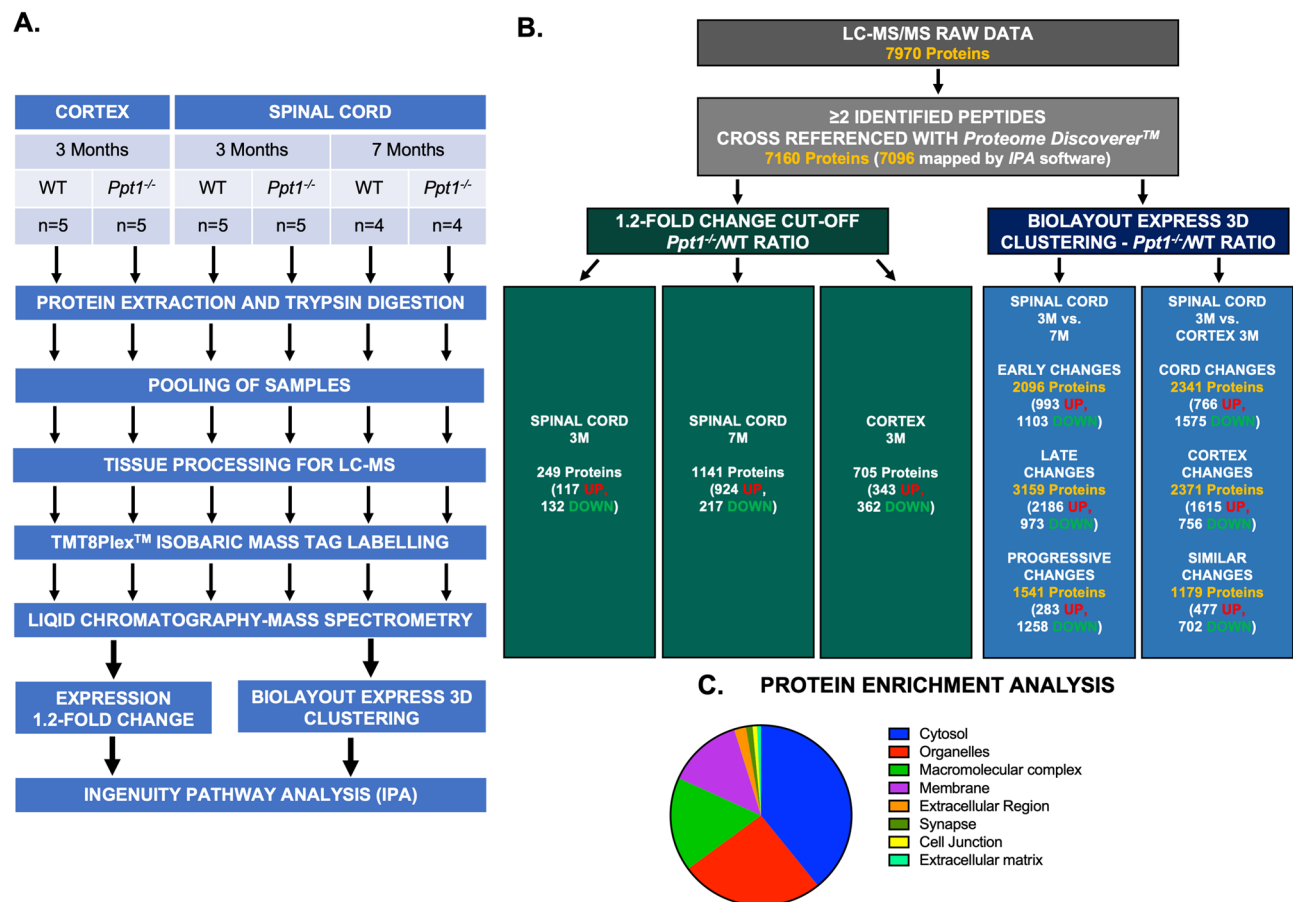 A.
CORTEX
SPINAL CORD
3 Months
3 Months
7 Months
WT
Ppt1-/-
WT
Ppt1-/-
WT
Ppt1-/-
n=5
n=5
n=5
n=5
n=4
n=4
PROTEIN EXTRACTION AND TRYPSIN DIGESTION
POOLING OF SAMPLES
TISSUE PROCESSING FOR LC-MS
TMT8Plex™ ISOBARIC MASS TAG LABELLING
LIQID CHROMATOGRAPHY-MASS SPECTROMETRY
EXPRESSION
1.2-FOLD CHANGE
BIOLAYOUT EXPRESS 3D
CLUSTERING
INGENUITY PATHWAY ANALYSIS (IPA)
B.
LC-MS/MS RAW DATA
7970 Proteins
≥2 IDENTIFIED PEPTIDES
CROSS REFERENCED WITH Proteome Discoverer™
7160 Proteins (7096 mapped by IPA software)
1.2-FOLD CHANGE CUT-OFF
Ppt1-/-/WT RATIO
BIOLAYOUT EXPRESS 3D
CLUSTERING - Ppt1-/-/WT RATIO
SPINAL CORD
3M
249 Proteins
(117 UP,
132 DOWN)
SPINAL CORD
7M
1141 Proteins
(924 UP,
217 DOWN)
CORTEX
3M
705 Proteins
(343 UP,
362 DOWN)
SPINAL CORD
3M vs.
7M
EARLY CHANGES
2096 Proteins
(993 UP,
1103 DOWN)
LATE
CHANGES
3159 Proteins
(2186 UP,
973 DOWN)
PROGRESSIVE
CHANGES
1541 Proteins
(283 UP,
1258 DOWN)
SPINAL CORD
3M vs.
CORTEX 3M
CORD CHANGES
2341 Proteins
(766 UP,
1575 DOWN)
CORTEX
CHANGES
2371 Proteins
(1615 UP,
756 DOWN)
SIMILAR
CHANGES
1179 Proteins
(477 UP,
702 DOWN)
C.
PROTEIN ENRICHMENT ANALYSIS
Cytosol
Organelles
Macromolecular complex
Membrane
Extracellular Region
Synapse
Cell Junction
Extracellular matrix